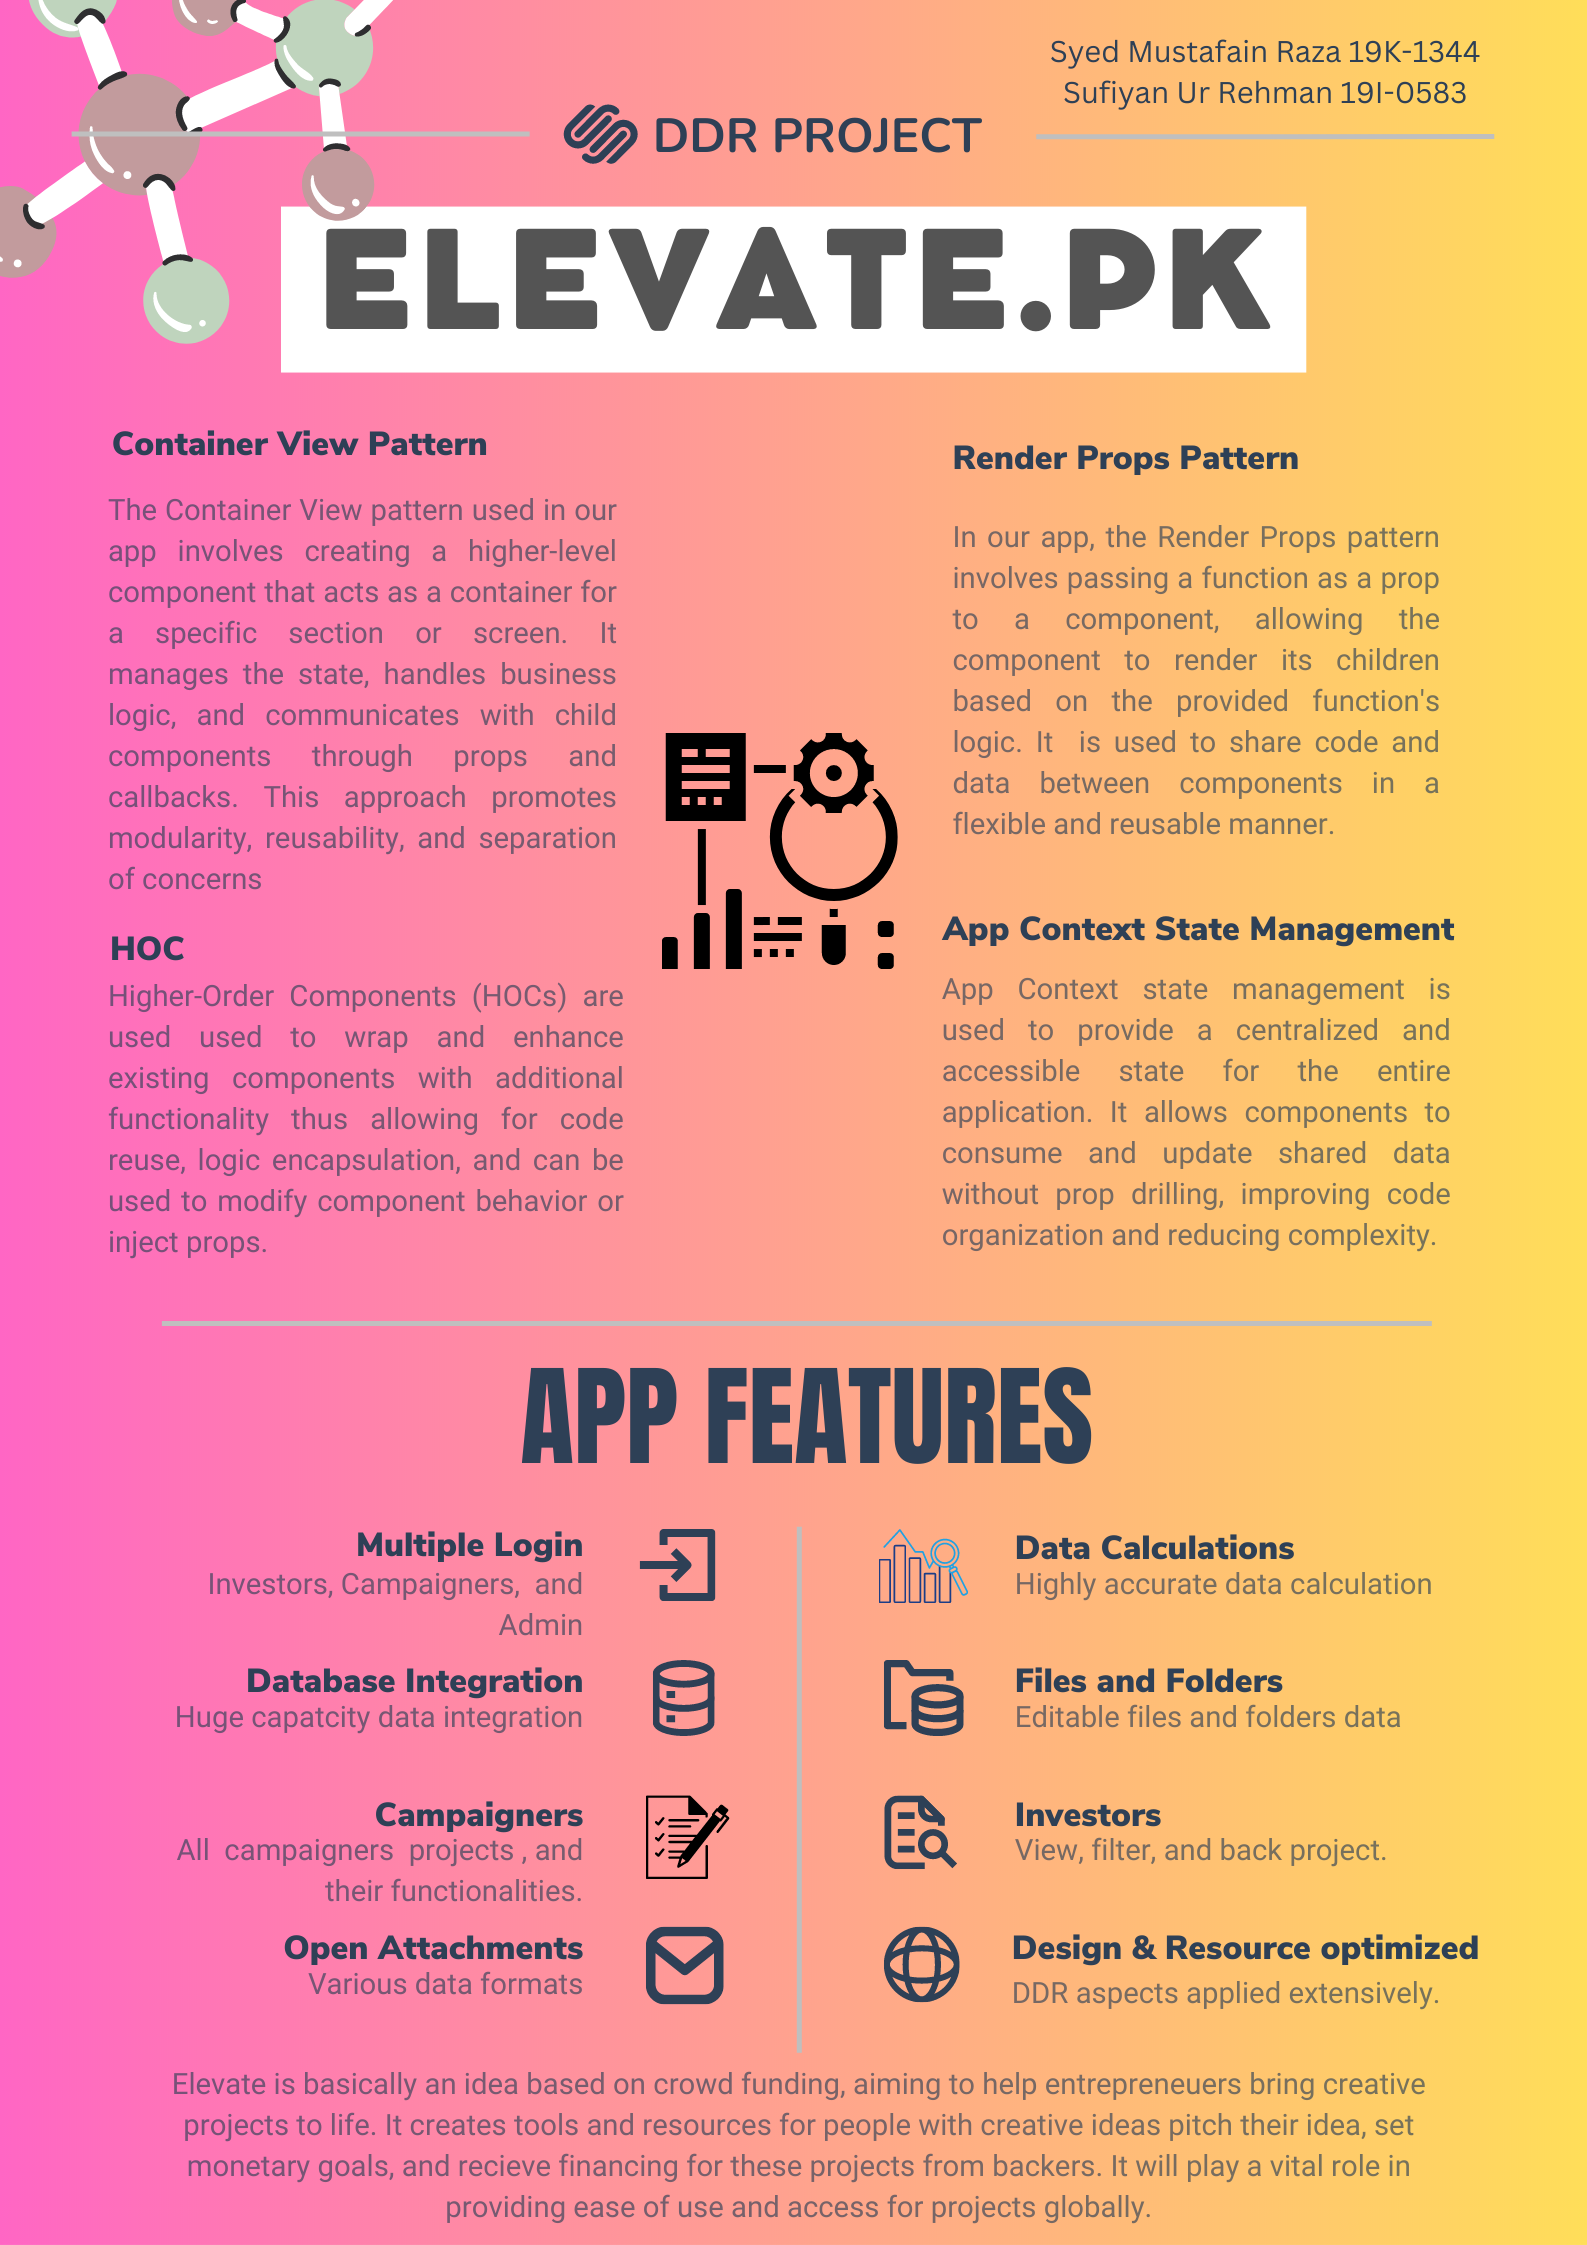 Syed Mustafain Raza 19K-1344
Sufiyan Ur Rehman 19I-0583
DDR PROJECT
ELEVATE.PK
Container View Pattern
The Container View pattern used in our
app involves creating a higher-level
component that acts as a container for
a specific section or screen. It
manages the state, handles business
logic, and communicates with child
components through props and
callbacks. This approach promotes
modularity, reusability, and separation
of concerns
HOC
Higher-Order Components (HOCs) are
used used to wrap and enhance
existing components with additional
functionality thus allowing for code
reuse, logic encapsulation, and can be
used to modify component behavior or
inject props.
Render Props Pattern
In our app, the Render Props pattern
involves passing a function as a prop
to a component, allowing the
component to render its children
based on the provided function's
logic. It is used to share code and
data between components in a
flexible and reusable manner.
App Context State Management
App Context state management is
used to provide a centralized and
accessible state for the entire
application. It allows components to
consume and update shared data
without prop drilling, improving code
organization and reducing complexity.
APP FEATURES
Multiple Login
Investors, Campaigners, and
Admin
Database Integration
Huge capatcity data integration
Campaigners
All campaigners projects , and
their functionalities.
Open Attachments
Various data formats
Data Calculations
Highly accurate data calculation
Files and Folders
Editable files and folders data
Investors
View, filter, and back project.
Design & Resource optimized
DDR aspects applied extensively.
Elevate is basically an idea based on crowd funding, aiming to help entrepreneuers bring creative
projects to life. It creates tools and resources for people with creative ideas pitch their idea, set
monetary goals, and recieve financing for these projects from backers. It will play a vital role in
providing ease of use and access for projects globally.